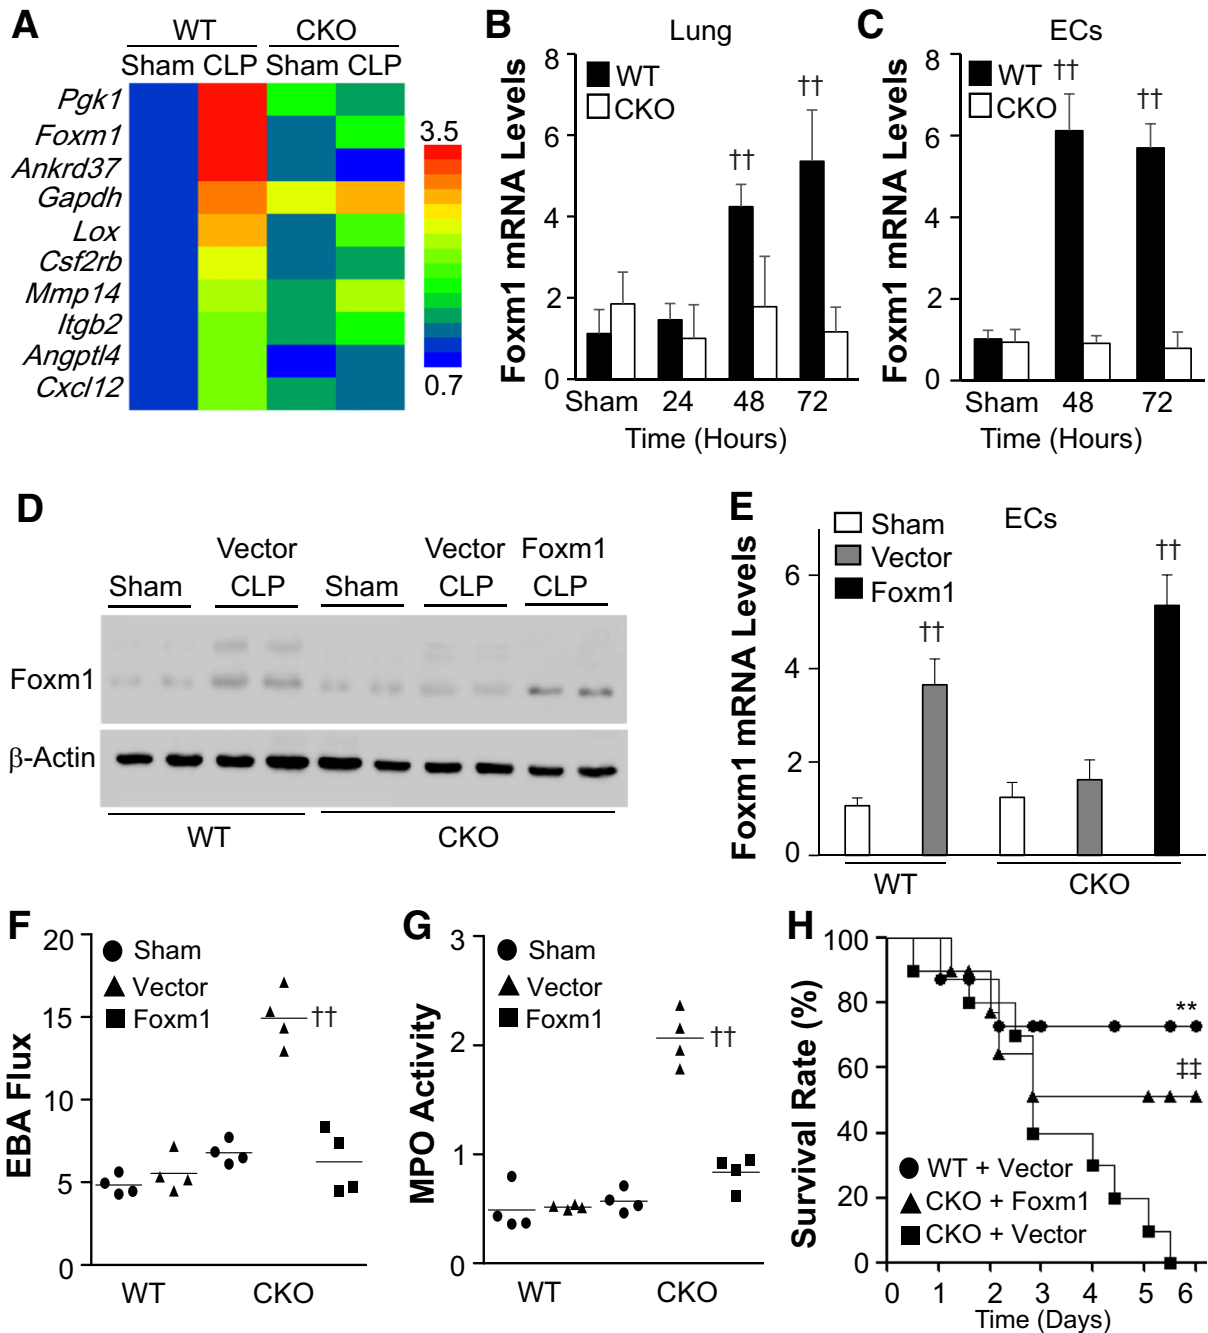 A
WT CKO
Sham CLP Sham CLP
Pgk1
Foxm1
Ankrd37
Gapdh
Lox
Csf2rb
Mmp14
Itgb2
Angptl4
Cxcl12
3.5
0.7
B
Lung
Foxm1 mRNA Levels
8
6
4
2
0
WT
CKO
††
††
Sham 24 48 72
Time (Hours)
C
ECs
Foxm1 mRNA Levels
8
6
4
2
0
WT
CKO
††
††
Sham 48 72
Time (Hours)
D
Vector Vector Foxm1
Sham CLP Sham CLP CLP
Foxm1
β-Actin
WT CKO
E
ECs
Foxm1 mRNA Levels
6
4
2
0
Sham
Vector
Foxm1
††
††
WT CKO
F
EBA Flux
20
15
10
5
0
Sham
Vector
Foxm1
††
WT CKO
G
MPO Activity
3
2
1
0
Sham
Vector
Foxm1
††
WT CKO
H
Survival Rate (%)
100
80
60
40
20
0
**
‡‡
WT + Vector
CKO + Foxm1
CKO + Vector
0 1 2 3 4 5 6
Time (Days)